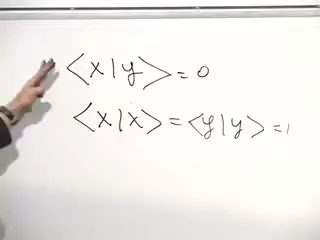 <x|y> = 0
<x|x> = <y|y> = 1